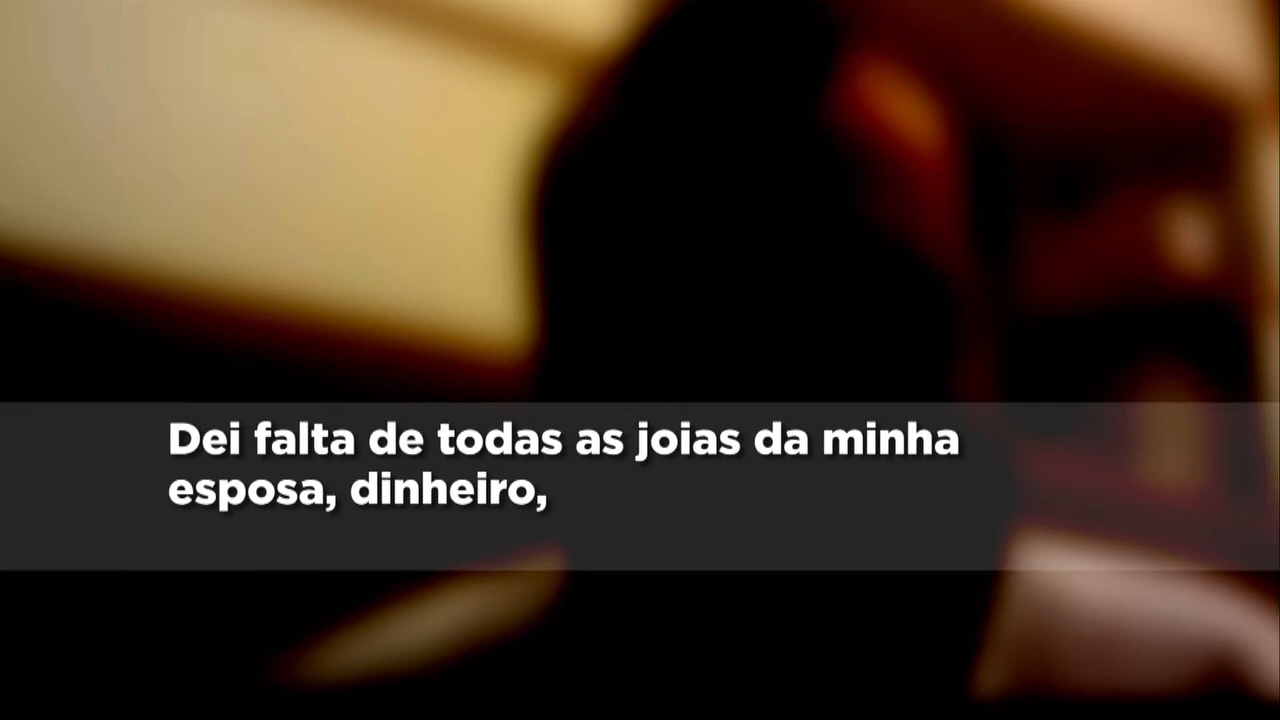 Dei falta de todas as joias da minha
esposa, dinheiro,